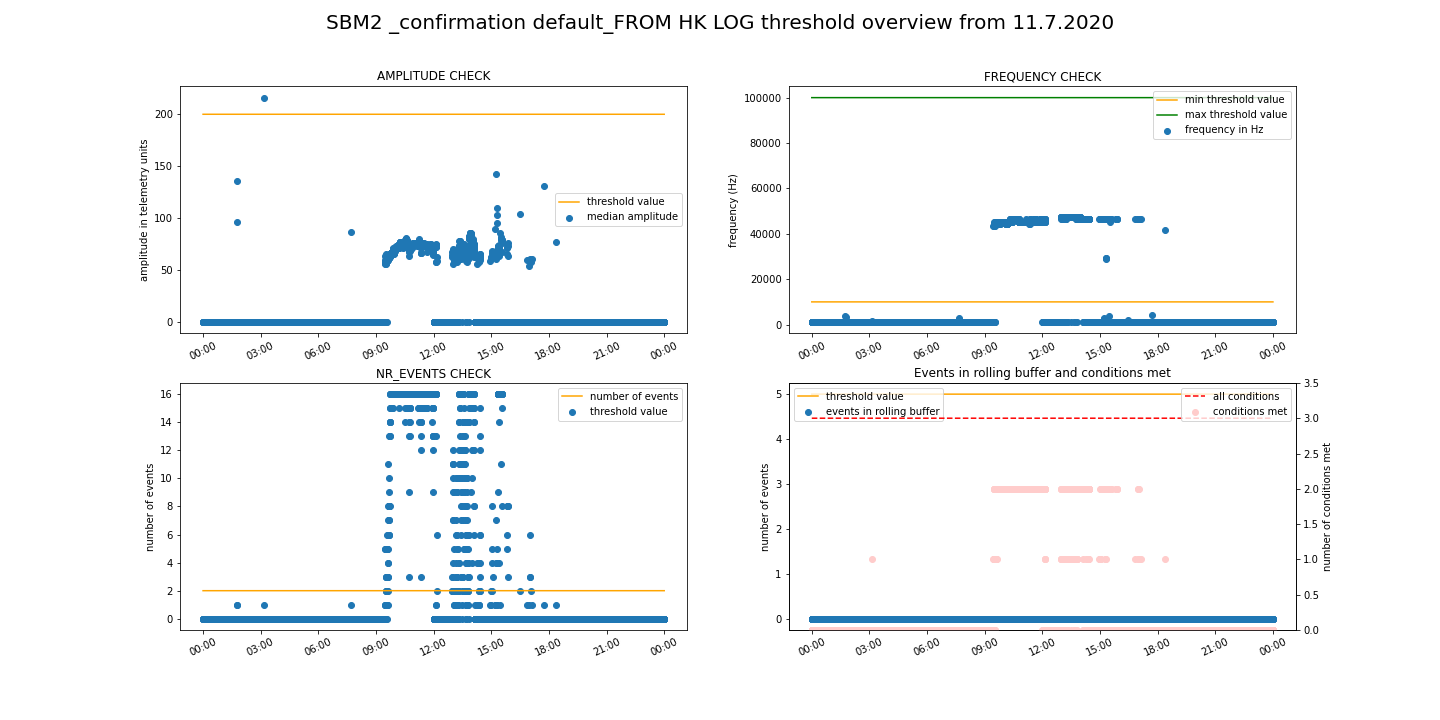 SBM2 _confirmation default_FROM HK LOG threshold overview from 11.7.2020
AMPLITUDE CHECK
amplitude in telemetry units
200
150
100
50
0
threshold value
median amplitude
00:00 03:00 06:00 09:00 12:00 15:00 18:00 21:00 00:00
FREQUENCY CHECK
frequency (Hz)
100000
80000
60000
40000
20000
0
min threshold value
max threshold value
frequency in Hz
00:00 03:00 06:00 09:00 12:00 15:00 18:00 21:00 00:00
NR_EVENTS CHECK
number of events
16
14
12
10
8
6
4
2
0
number of events
threshold value
00:00 03:00 06:00 09:00 12:00 15:00 18:00 21:00 00:00
Events in rolling buffer and conditions met
number of events
5
4
3
2
1
0
threshold value
events in rolling buffer
all conditions
conditions met
3.5
3.0
2.5
2.0
1.5
1.0
0.5
0.0
number of conditions met
00:00 03:00 06:00 09:00 12:00 15:00 18:00 21:00 00:00